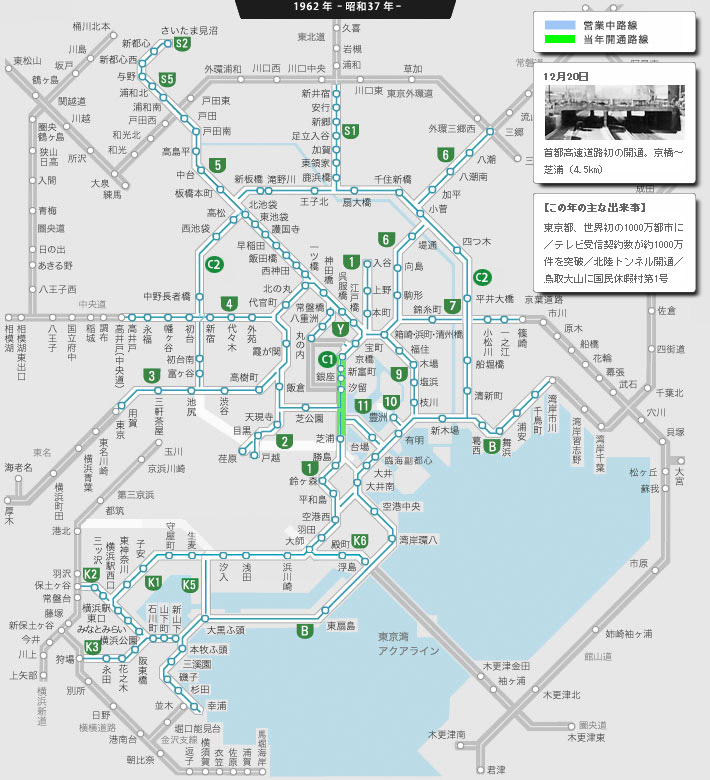 1962年 -昭和37年-
営業中路線
当年開通路線
12月20日
首都高速道路初の開通。京橋～
芝浦（4.5km）
【この年の主な出来事】
東京都、世界初の1000万都市に
／テレビ受信契約数が約1000万
件を突破／北陸トンネル開通／
鳥取大山に国民休暇村第1号
桶川北本
さいたま見沼
久喜
東北道
岩槻
浦和
東松山
川島
坂戸
鶴ヶ島
新都心
新都心西
与野
浦和北
浦和南
S2
S5
外環浦和
川口西
川口中央
川口東
草加
東京外環道
外環三郷西
三郷
常磐道
流山
関越道
川越
所沢
大泉
練馬
和光
和光北
戸田西
戸田東
戸田
戸田南
圏央
鶴ヶ島
狭山
日高
入間
青梅
圏央道
日の出
あきる野
八王子西
新井宿
安行
新郷
足立入谷
加賀
東領家
鹿浜橋
S1
高島平
中台
板橋本町
5
新板橋
滝野川
王子北
扇大橋
千住新橋
小菅
6
八潮
八潮南
加平
成田
高松
西池袋
北池袋
東池袋
護国寺
早稲田
飯田橋
西神田
一ツ橋
神田橋
呉服橋
江戸橋
1
入谷
上野
本町
6
堤通
向島
駒形
四つ木
C2
C2
平井大橋
京葉道路
中央道
相模湖
相模湖東出口
八王子
国立府中
稲城
調布
高井戸(中央道)
高井戸
永福
幡ヶ谷
初台
新宿
代々木
外苑
4
中野長者橋
北の丸
代官町
常盤橋
八重洲
丸の内
霞が関
Y
C1
宝町
京橋
新富町
銀座
汐留
錦糸町
7
箱崎・浜町・清洲橋
福住
木場
塩浜
枝川
9
小松川
一之江
篠崎
市川
原木
船橋
花輪
幕張
武石
千葉北
穴川
貝塚
佐倉
四街道
大宮
船堀橋
清新町
初台南
富ヶ谷
高樹町
飯倉
芝公園
3
用賀
三軒茶屋
池尻
渋谷
東京
天現寺
目黒
荏原
戸越
2
芝浦
11
10
豊洲
台場
有明
新木場
葛西
舞浜
浦安
千鳥町
湾岸市川
湾岸習志野
湾岸千葉
B
松ヶ丘
蘇我
市原
姉崎袖ヶ浦
館山道
臨海副都心
大井
大井南
勝島
1
鈴ヶ森
平和島
空港西
羽田
大師
空港中央
湾岸環八
東名
海老名
厚木
横浜町田
横浜青葉
東名川崎
玉川
京浜川崎
第三京浜
都筑
港北
羽沢
保土ヶ谷
常盤台
藤塚
新保土ヶ谷
今井
川上
上矢部
横浜新道
狩場
別所
日野
横横道路
港南台
朝比奈
K2
三ッ沢
横浜駅西口
東神奈川
子安
守屋町
生麦
汐入
浅田
浜川崎
殿町
浮島
K6
K1
K5
横浜駅
東口
みなとみらい
横浜公園
石川町
山下町
新山下
K3
永田
花之木
阪東橋
大黒ふ頭
本牧ふ頭
三溪園
磯子
杉田
幸浦
並木
堀口能見台
金沢支線
逗子
横須賀
衣笠
佐原
浦賀
馬堀海岸
東扇島
B
東京湾
アクアライン
木更津金田
袖ヶ浦
木更津北
圏央道
木更津東
木更津南
君津